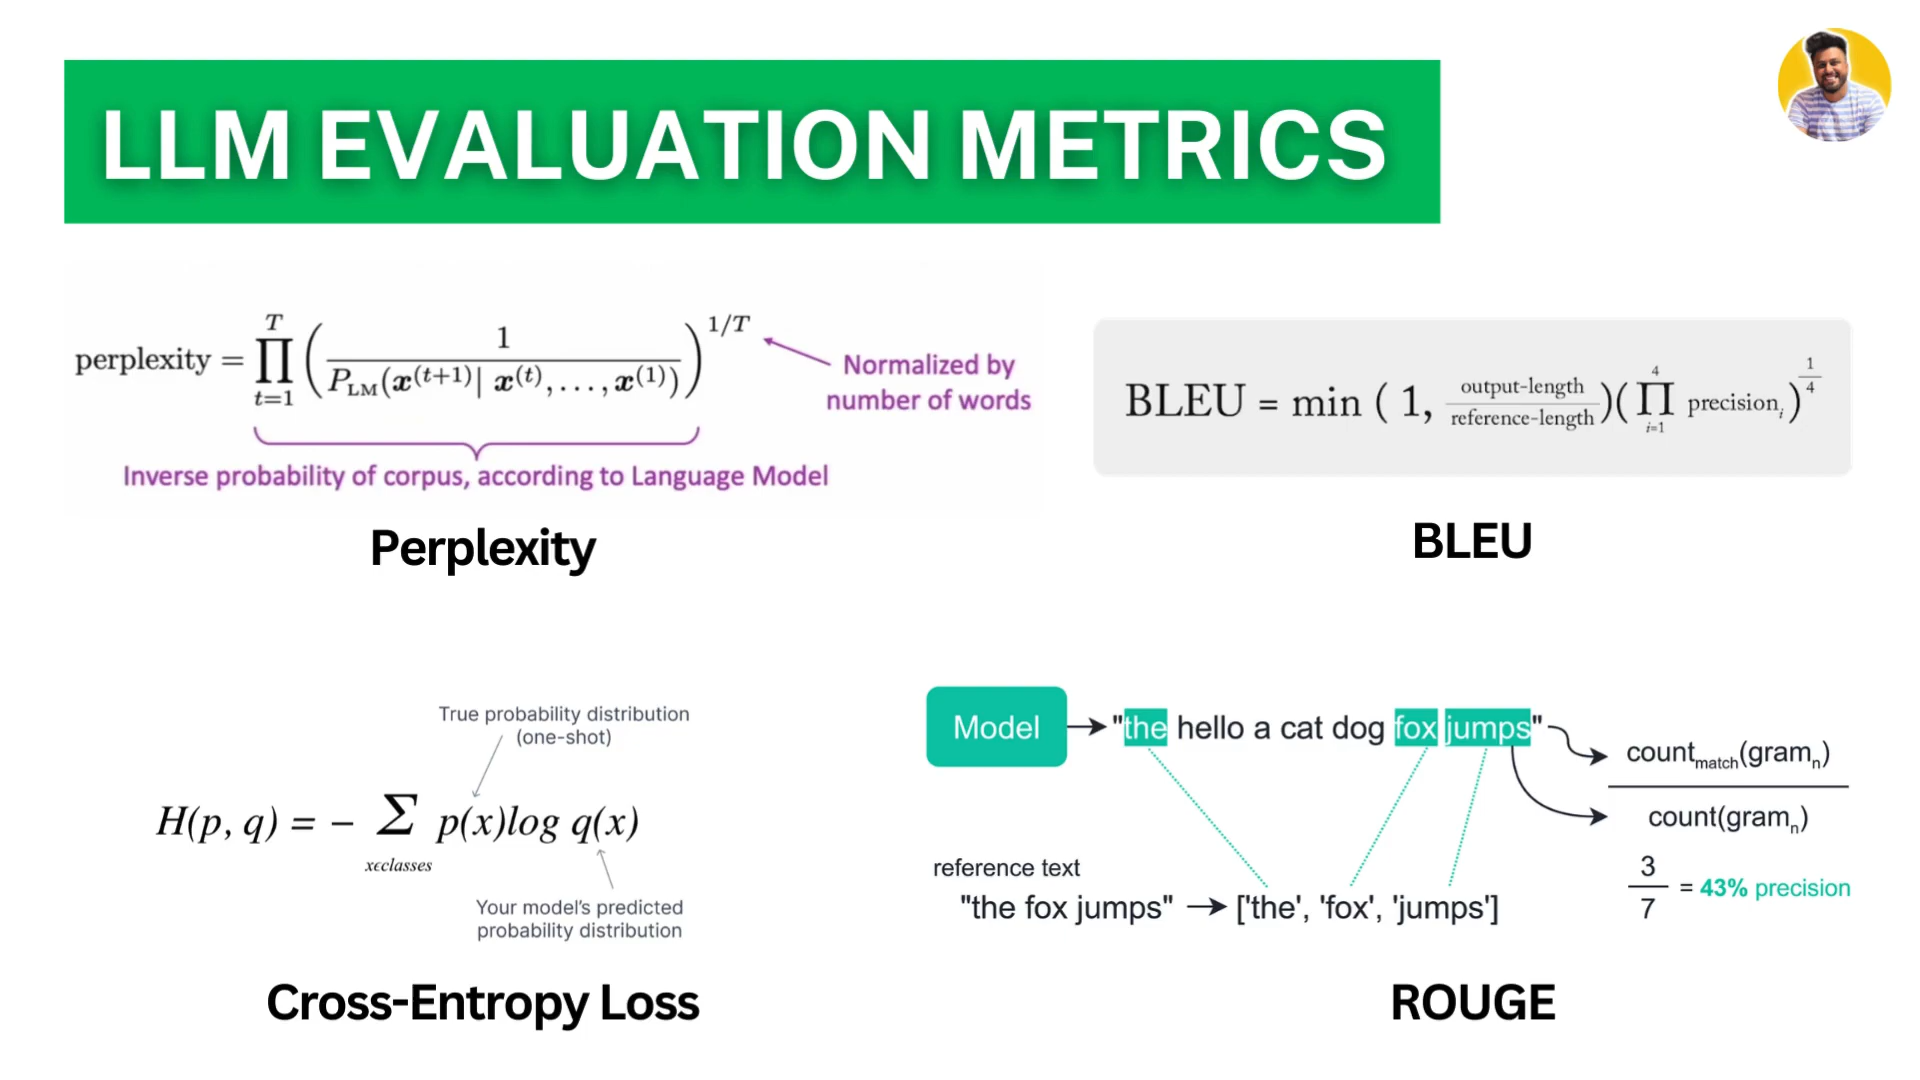 LLM EVALUATION METRICS
perplexity = ∏ₜ₌₁ᵀ ( 1 / P_LM(x⁽ᵗ⁺¹⁾| x⁽ᵗ⁾, . . . , x⁽¹⁾) )^1/T
Normalized by
number of words
Inverse probability of corpus, according to Language Model
Perplexity
BLEU = min ( 1, output-length / reference-length )( ∏ᵢ₌₁⁴ precisionᵢ )^1/4
BLEU
True probability distribution
(one-shot)
H(p, q) = − Σ p(x)log q(x)
xϵclasses
Your model's predicted
probability distribution
Cross-Entropy Loss
Model
"the hello a cat dog fox jumps"
count_match(gram_n)
count(gram_n)
reference text
"the fox jumps" → ['the', 'fox', 'jumps']
3/7 = 43% precision
ROUGE